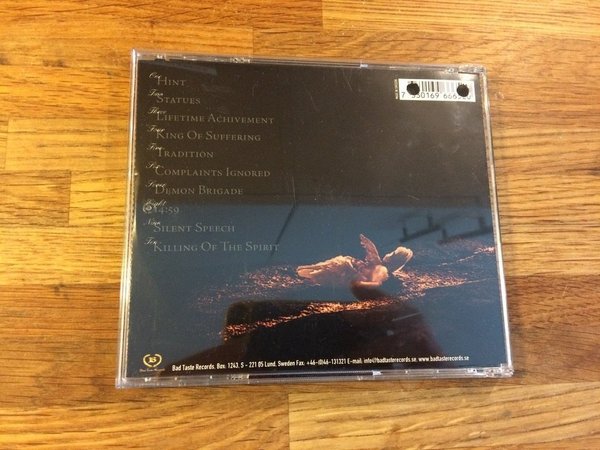 One
HINT
Two
STATUES
Three
LIFETIME ACHIVEMENT
Four
KING OF SUFFERING
Five
TRADITION
Six
COMPLAINTS IGNORED
Seven
DEMON BRIGADE
Eight
14:59
Nine
SILENT SPEECH
Ten
KILLING OF THE SPIRIT
Bad Taste Records. Box. 1243, S - 221 05 Lund. Sweden Fax: +46-(0)46-131321 E-mail: info@badtasterecords.se. www.badtasterecords.se